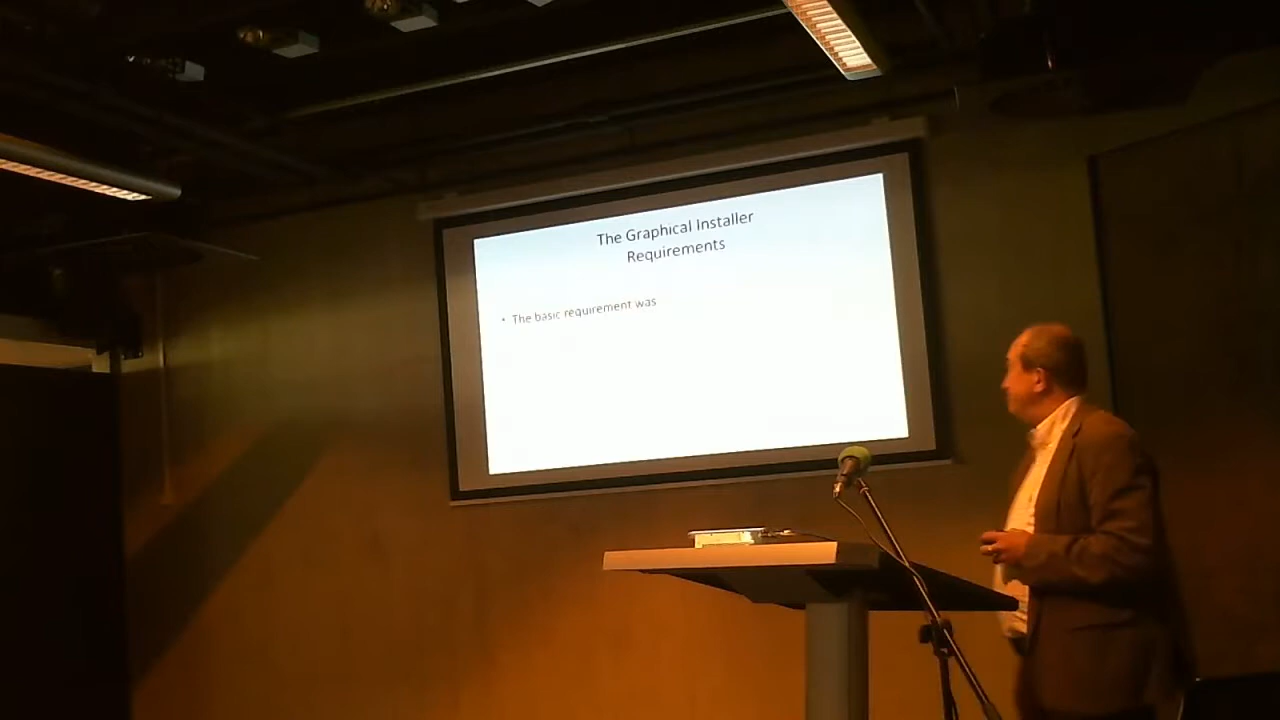 The Graphical Installer
Requirements
• The basic requirement was